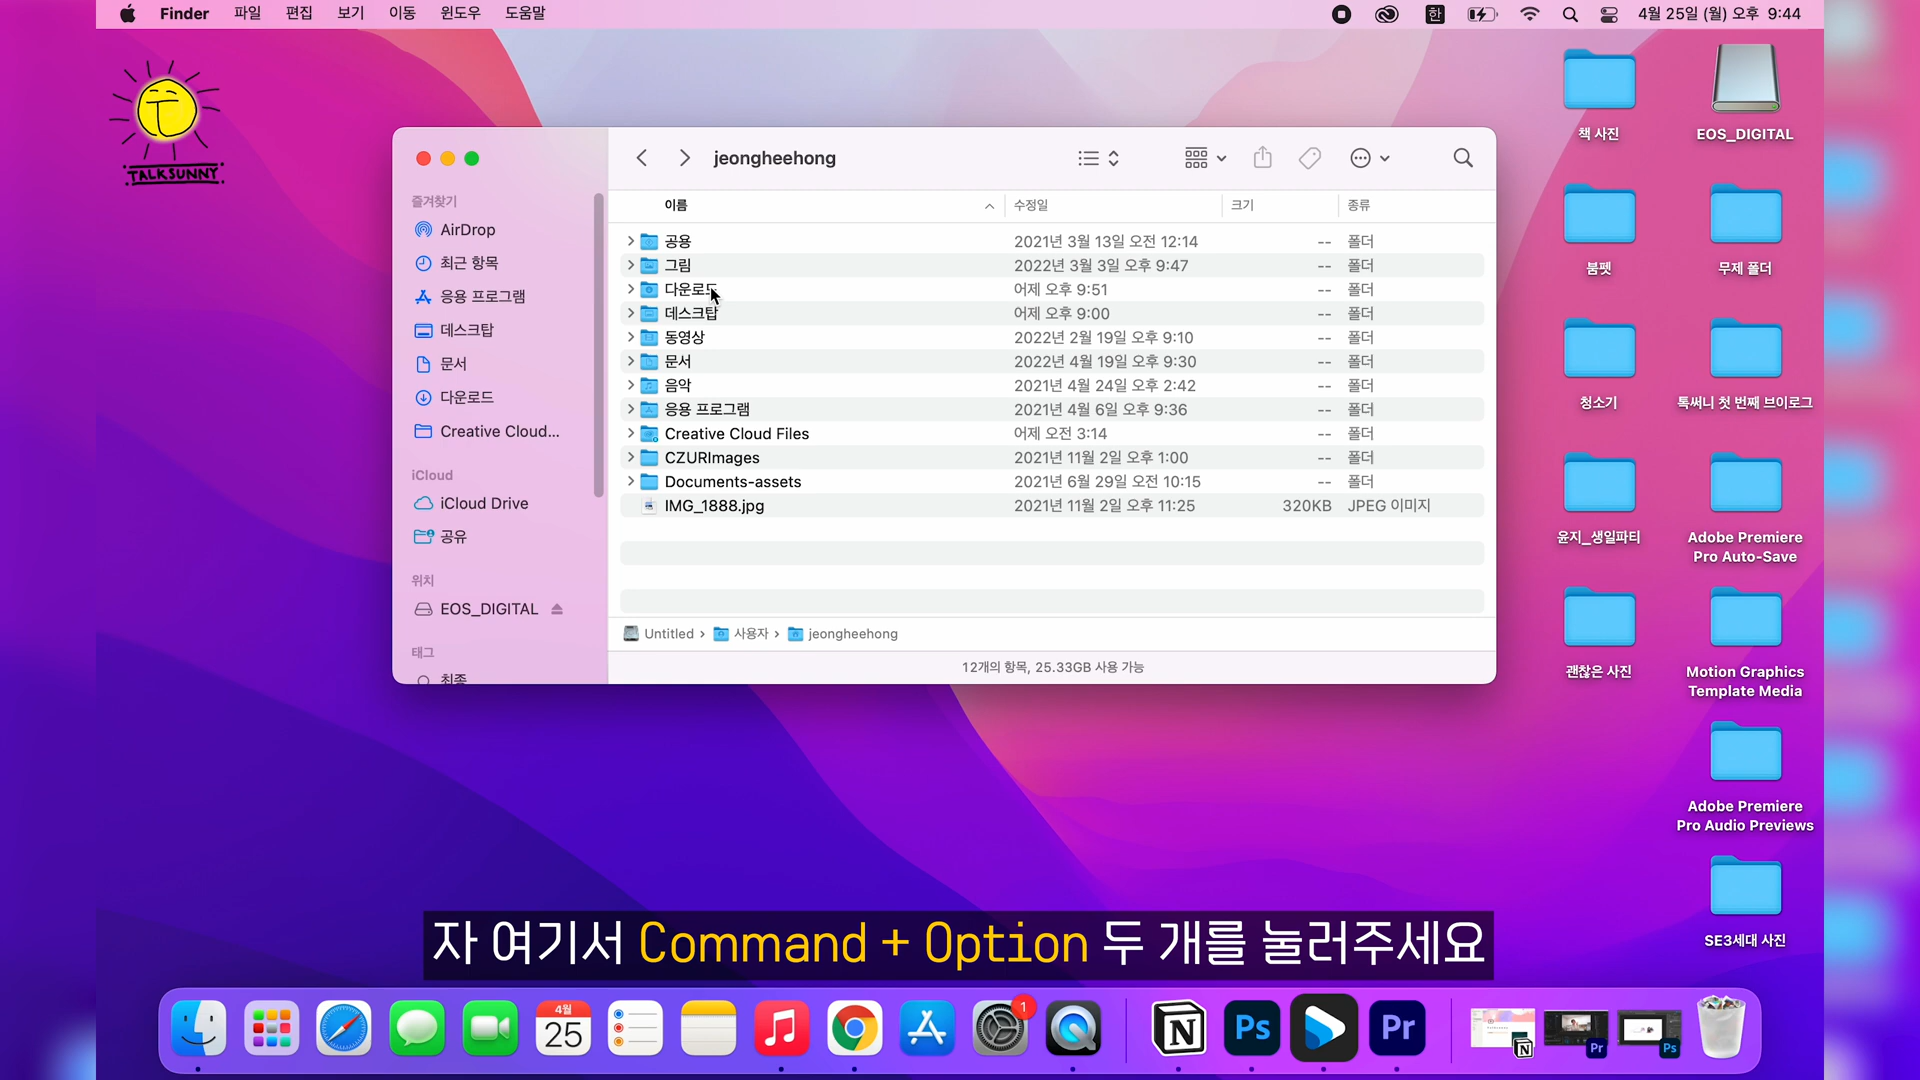 Finder 파일 편집 보기 이동 윈도우 도움말 한 4월 25일 (월) 오후 9:44
T
TALKSUNNY
책 사진
EOS_DIGITAL
붐펫
무제 폴더
청소기
톡써니 첫 번째 브이로그
윤지_생일파티
Adobe Premiere
Pro Auto-Save
괜찮은 사진
Motion Graphics
Template Media
Adobe Premiere
Pro Audio Previews
SE3세대 사진
jeongheehong
즐겨찾기
AirDrop
최근 항목
응용 프로그램
데스크탑
문서
다운로드
Creative Cloud...
iCloud
iCloud Drive
공유
위치
EOS_DIGITAL
태그
최종
이름 수정일 크기 종류
공용 2021년 3월 13일 오전 12:14 -- 폴더
그림 2022년 3월 3일 오후 9:47 -- 폴더
다운로드 어제 오후 9:51 -- 폴더
데스크탑 어제 오후 9:00 -- 폴더
동영상 2022년 2월 19일 오후 9:10 -- 폴더
문서 2022년 4월 19일 오후 9:30 -- 폴더
음악 2021년 4월 24일 오후 2:42 -- 폴더
응용 프로그램 2021년 4월 6일 오후 9:36 -- 폴더
Creative Cloud Files 어제 오전 3:14 -- 폴더
CZURImages 2021년 11월 2일 오후 1:00 -- 폴더
Documents-assets 2021년 6월 29일 오전 10:15 -- 폴더
IMG_1888.jpg 2021년 11월 2일 오후 11:25 320KB JPEG 이미지
Untitled › 사용자 › jeongheehong
12개의 항목, 25.33GB 사용 가능
자 여기서 Command + Option 두 개를 눌러주세요
4월
25
1
N
Ps
Pr
N
Pr
Ps